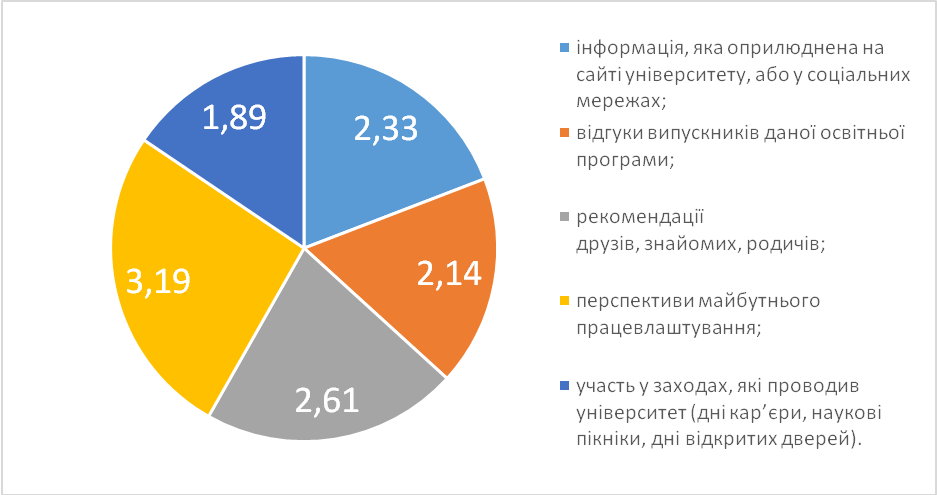 1,89
2,33
2,14
3,19
2,61
інформація, яка оприлюднена на
сайті університету, або у соціальних
мережах;
відгуки випускників даної освітньої
програми;
рекомендації
друзів, знайомих, родичів;
перспективи майбутнього
працевлаштування;
участь у заходах, які проводив
університет (дні кар’єри, наукові
пікніки, дні відкритих дверей).